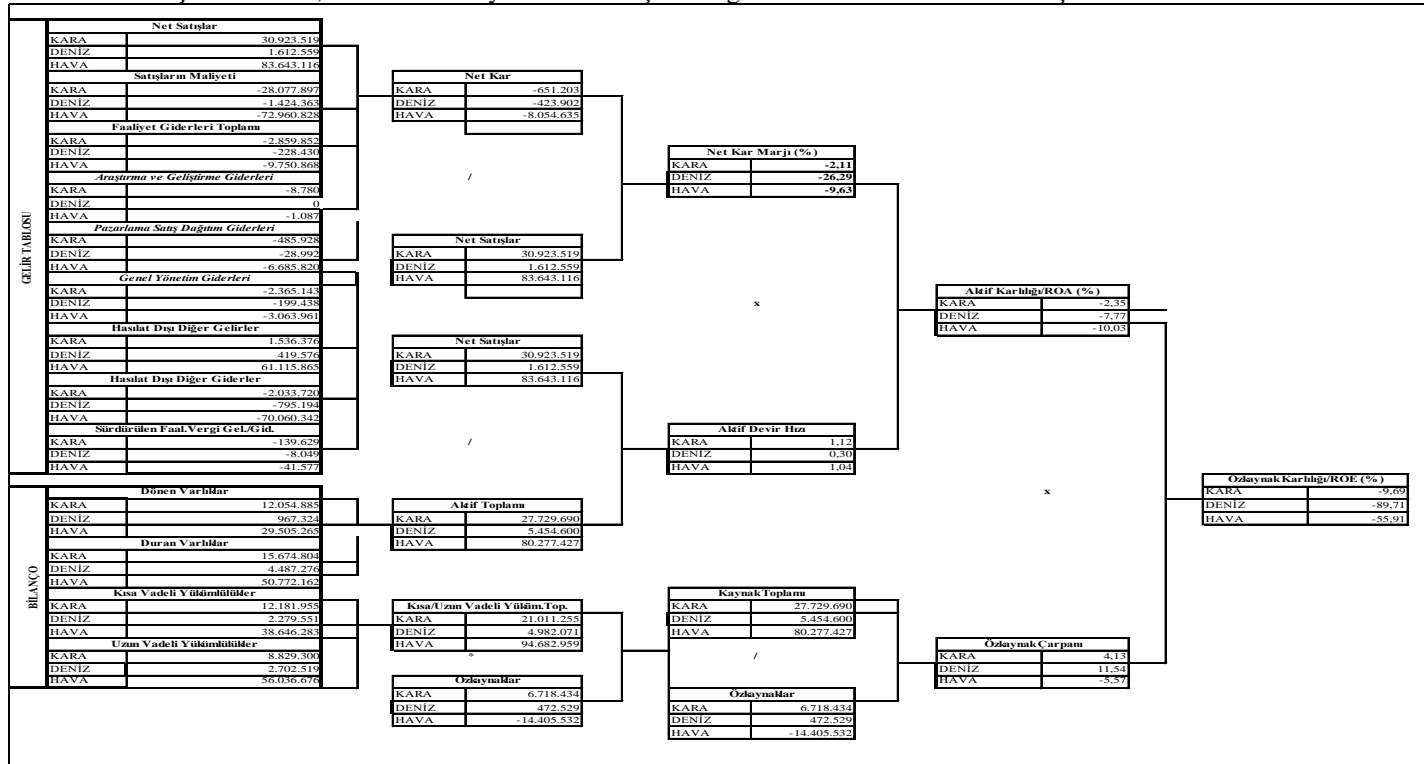 GELİR TABLOSU
Net Satışlar
KARA 30.923.519
DENİZ 1.612.559
HAVA 83.643.116
Satışların Maliyeti
KARA -28.077.897
DENİZ -1.424.363
HAVA -72.960.828
Faaliyet Giderleri Toplamı
KARA -2.859.852
DENİZ -228.430
HAVA -9.750.868
Araştırma ve Geliştirme Giderleri
KARA -8.780
DENİZ 0
HAVA -1.087
Pazarlama Satış Dağıtım Giderleri
KARA -485.928
DENİZ -28.992
HAVA -6.685.820
Genel Yönetim Giderleri
KARA -2.365.143
DENİZ -199.438
HAVA -3.063.961
Hasılat Dışı Diğer Gelirler
KARA 1.536.376
DENİZ 419.576
HAVA 61.115.865
Hasılat Dışı Diğer Giderler
KARA -2.033.720
DENİZ -795.194
HAVA -70.060.342
Sürdürülen Faal.Vergi Gel./Gid.
KARA -139.629
DENİZ -8.049
HAVA -41.577
BİLANÇO
Dönen Varlıklar
KARA 12.054.885
DENİZ 967.324
HAVA 29.505.265
Duran Varlıklar
KARA 15.674.804
DENİZ 4.487.276
HAVA 50.772.162
Kısa Vadeli Yükümlülükler
KARA 12.181.955
DENİZ 2.279.551
HAVA 38.646.283
Uzun Vadeli Yükümlülükler
KARA 8.829.300
DENİZ 2.702.519
HAVA 56.036.676
Net Kar
KARA -651.203
DENİZ -423.902
HAVA -8.054.635
/
Net Satışlar
KARA 30.923.519
DENİZ 1.612.559
HAVA 83.643.116
Net Satışlar
KARA 30.923.519
DENİZ 1.612.559
HAVA 83.643.116
/
Aktif Toplamı
KARA 27.729.690
DENİZ 5.454.600
HAVA 80.277.427
Kısa/Uzun Vadeli Yüküm.Top.
KARA 21.011.255
DENİZ 4.982.071
HAVA 94.682.959
*
Özkaynaklar
KARA 6.718.434
DENİZ 472.529
HAVA -14.405.532
Net Kar Marjı (%)
KARA -2,11
DENİZ -26,29
HAVA -9,63
x
Aktif Devir Hızı
KARA 1,12
DENİZ 0,30
HAVA 1,04
Kaynak Toplamı
KARA 27.729.690
DENİZ 5.454.600
HAVA 80.277.427
/
Özkaynaklar
KARA 6.718.434
DENİZ 472.529
HAVA -14.405.532
Aktif Karlılığı/ROA (%)
KARA -2,35
DENİZ -7,77
HAVA -10,03
x
Özkaynak Çarpanı
KARA 4,13
DENİZ 11,54
HAVA -5,57
Özkaynak Karlılığı/ROE (%)
KARA -9,69
DENİZ -89,71
HAVA -55,91